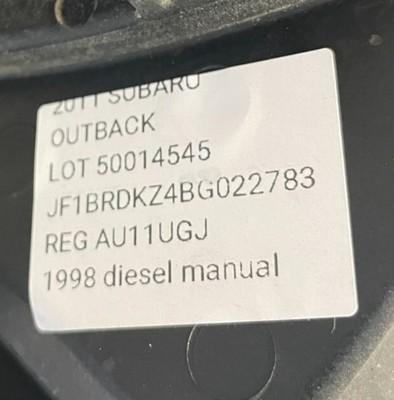 2011 SUBARU
OUTBACK
LOT 50014545
JF1BRDKZ4BG022783
REG AU11UGJ
1998 diesel manual